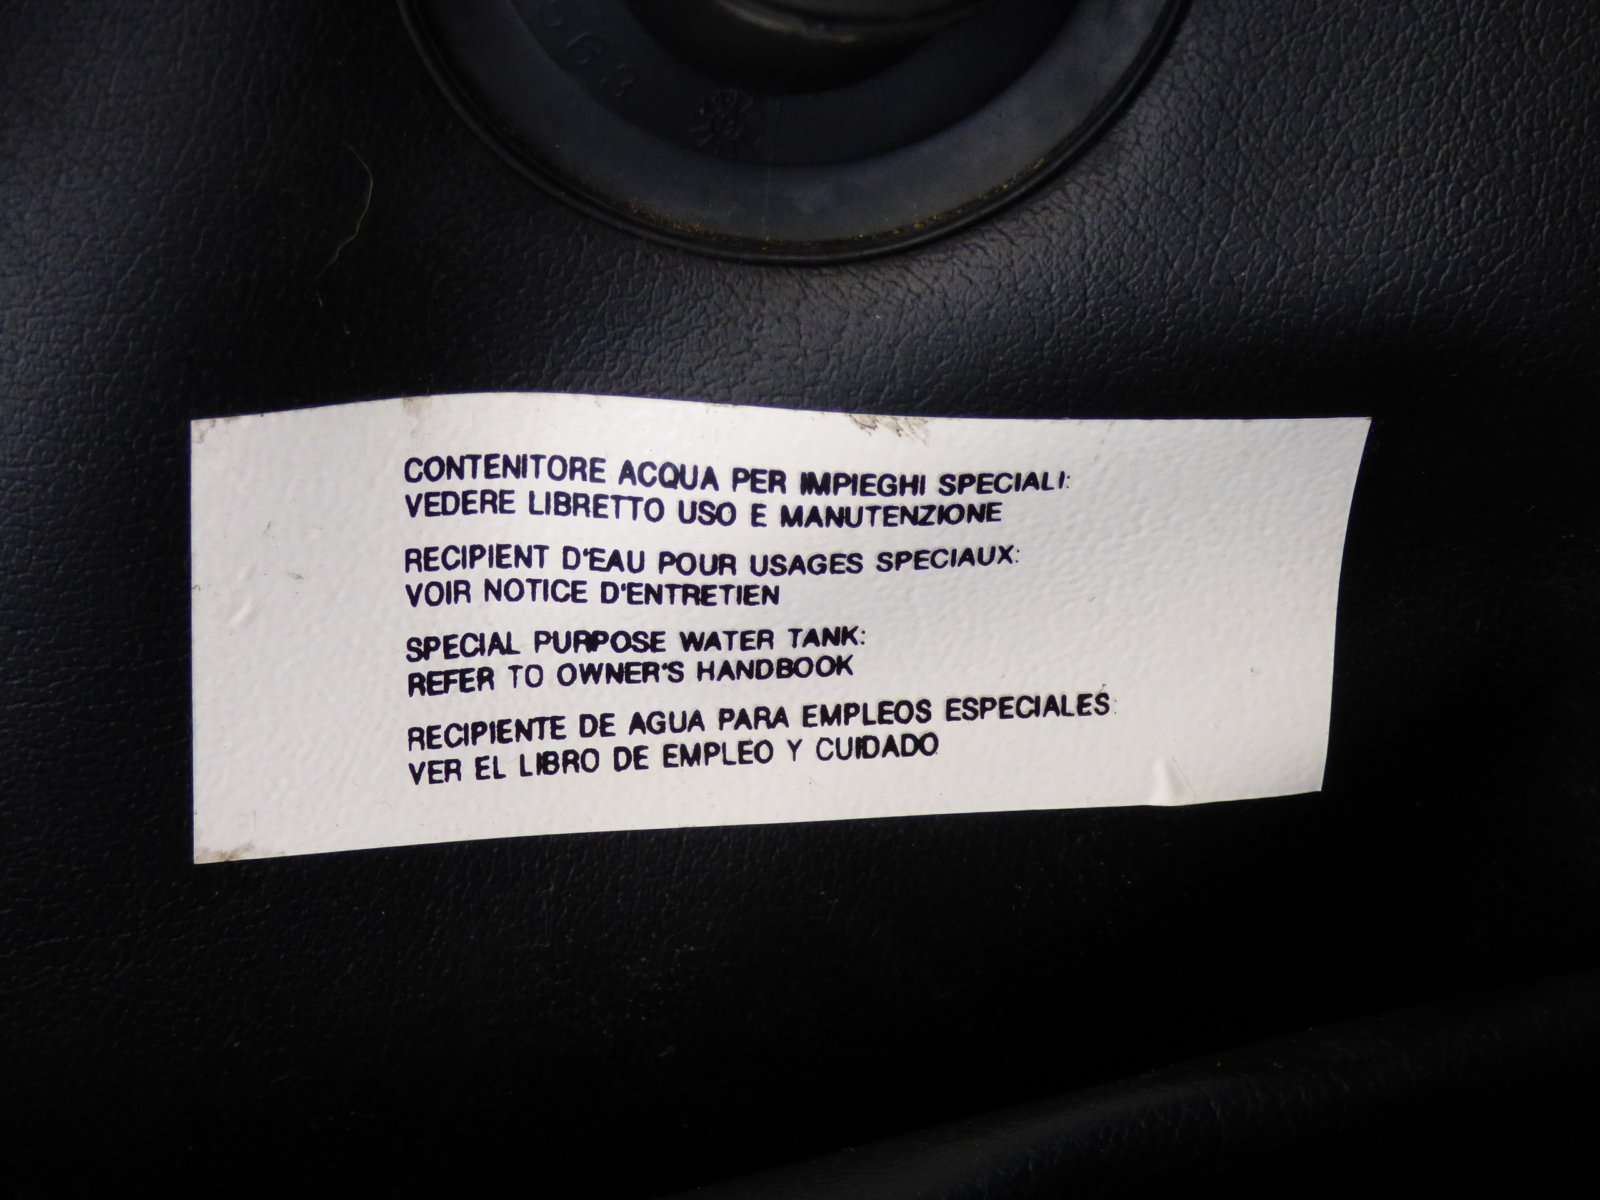 CONTENITORE ACQUA PER IMPIEGHI SPECIALI:
VEDERE LIBRETTO USO E MANUTENZIONE
RECIPIENT D'EAU POUR USAGES SPECIAUX:
VOIR NOTICE D'ENTRETIEN
SPECIAL PURPOSE WATER TANK:
REFER TO OWNER'S HANDBOOK
RECIPIENTE DE AGUA PARA EMPLEOS ESPECIALES:
VER EL LIBRO DE EMPLEO Y CUIDADO